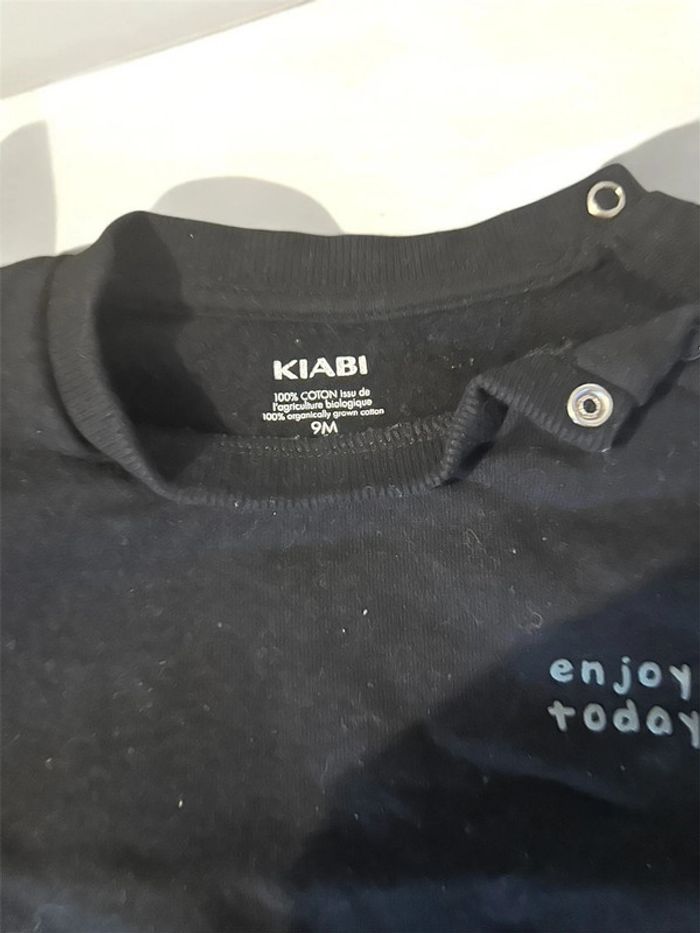 KIABI
100% COTON issu de
l'agriculture biologique
100% organically grown cotton
9M
enjoy
today